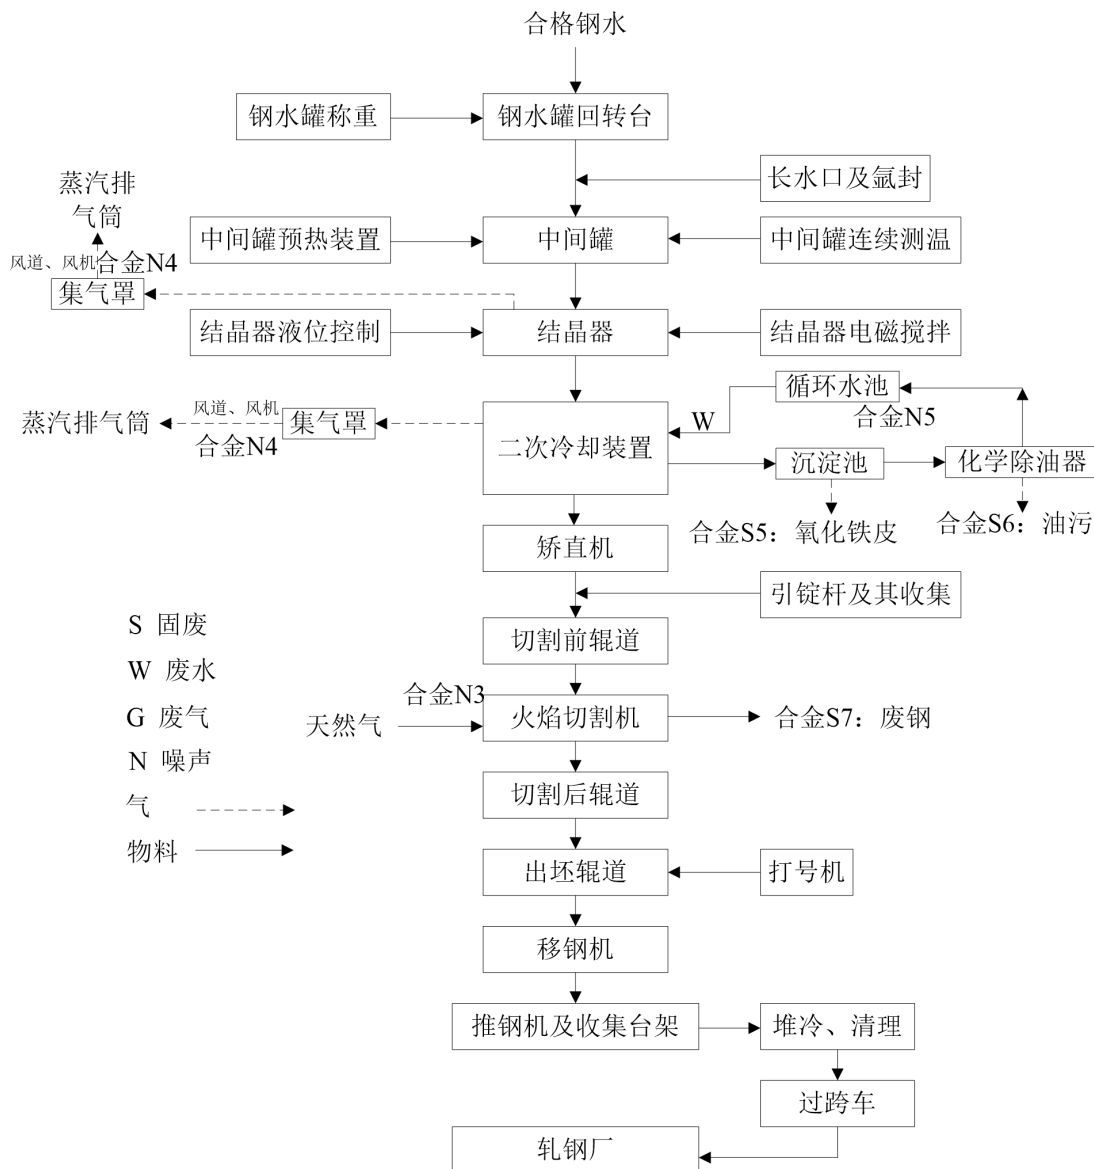 合格钢水
钢水罐称重
钢水罐回转台
长水口及氩封
蒸汽排
气筒
中间罐预热装置
中间罐
中间罐连续测温
风道、风机
合金N4
集气罩
结晶器液位控制
结晶器
结晶器电磁搅拌
循环水池
合金N5
蒸汽排气筒
风道、风机
集气罩
合金N4
二次冷却装置
W
沉淀池
化学除油器
合金S5：氧化铁皮
合金S6：油污
矫直机
引锭杆及其收集
S 固废
切割前辊道
W 废水
合金N3
G 废气
天然气
火焰切割机
合金S7：废钢
N 噪声
切割后辊道
气
物料
出坯辊道
打号机
移钢机
推钢机及收集台架
堆冷、清理
过跨车
轧钢厂